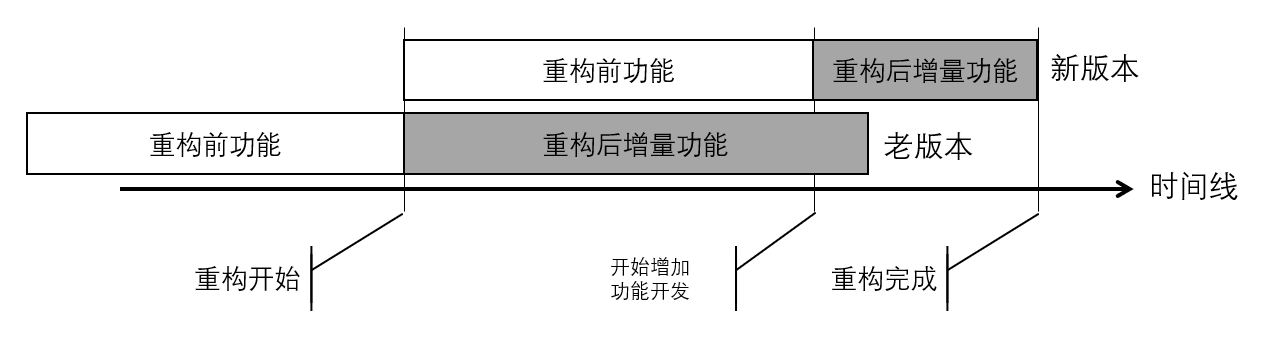 重构前功能
重构后增量功能
新版本
重构前功能
重构后增量功能
老版本
时间线
重构开始
开始增加
功能开发
重构完成